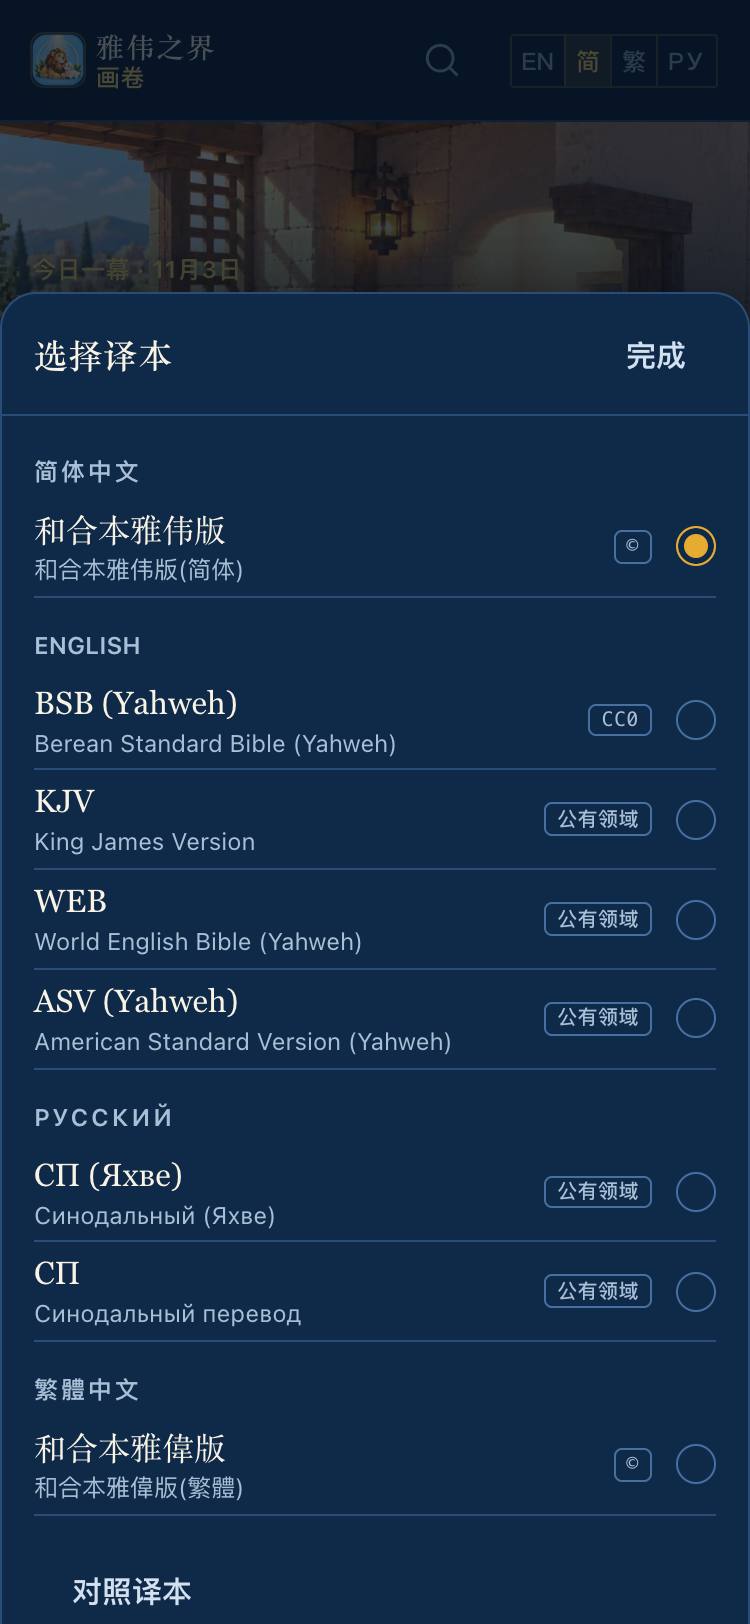 雅伟之界
画卷
EN 简 繁 РУ
今日一幕 · 11月3日
选择译本
完成
简体中文
和合本雅伟版
和合本雅伟版(简体)
©
ENGLISH
BSB (Yahweh)
Berean Standard Bible (Yahweh)
CC0
KJV
King James Version
公有领域
WEB
World English Bible (Yahweh)
公有领域
ASV (Yahweh)
American Standard Version (Yahweh)
公有领域
РУССКИЙ
СП (Яхве)
Синодальный (Яхве)
公有领域
СП
Синодальный перевод
公有领域
繁體中文
和合本雅偉版
和合本雅偉版(繁體)
©
对照译本